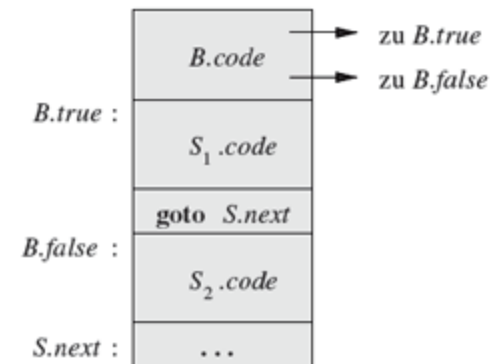 zu B.true
B.code
zu B.false
B.true :
S₁ .code
goto S.next
B.false :
S₂ .code
S.next :
...